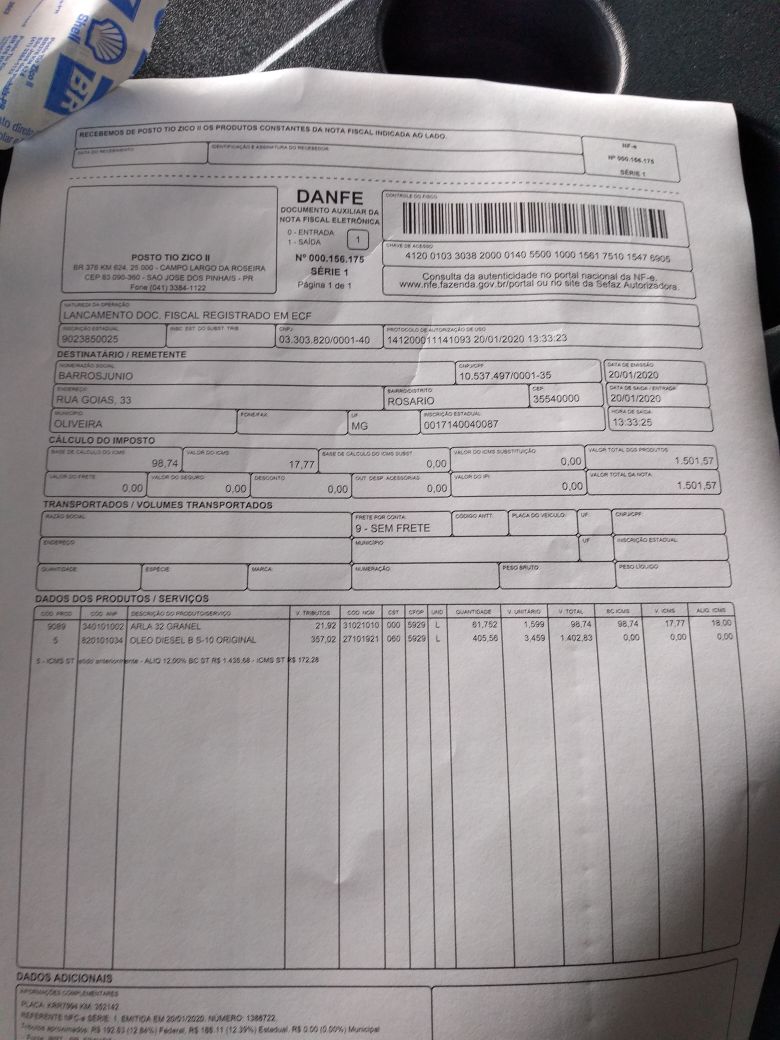 Shell
BR
RECEBEMOS DE POSTO TIO ZICO II OS PRODUTOS CONSTANTES DA NOTA FISCAL INDICADA AO LADO.
DATA DO RECEBIMENTO IDENTIFICAÇÃO E ASSINATURA DO RECEBEDOR
NF-e
Nº 000.156.175
SÉRIE 1
POSTO TIO ZICO II
BR 376 KM 624, 25 000 - CAMPO LARGO DA ROSEIRA
CEP 83.090-360 - SAO JOSE DOS PINHAIS - PR
Fone (041) 3384-1122
DANFE
DOCUMENTO AUXILIAR DA
NOTA FISCAL ELETRÔNICA
0 - ENTRADA
1 - SAÍDA 1
Nº 000.156.175
SÉRIE 1
Página 1 de 1
CONTROLE DO FISCO
CHAVE DE ACESSO
4120 0103 3038 2000 0140 5500 1000 1561 7510 1547 6905
Consulta da autenticidade no portal nacional da NF-e.
www.nfe.fazenda.gov.br/portal ou no site da Sefaz Autorizadora.
NATUREZA DA OPERAÇÃO
LANCAMENTO DOC. FISCAL REGISTRADO EM ECF
INSCRIÇÃO ESTADUAL INSC. EST. DO SUBST. TRIB. CNPJ PROTOCOLO DE AUTORIZAÇÃO DE USO
9023850025 03.303.820/0001-40 141200011141093 20/01/2020 13:33:23
DESTINATÁRIO / REMETENTE
NOME/RAZÃO SOCIAL CNPJ/CPF DATA DE EMISSÃO
BARROSJUNIO 10.537.497/0001-35 20/01/2020
ENDEREÇO BAIRRO/DISTRITO CEP DATA DE SAÍDA / ENTRADA
RUA GOIAS, 33 ROSARIO 35540000 20/01/2020
MUNICÍPIO FONE/FAX UF INSCRIÇÃO ESTADUAL HORA DE SAÍDA
OLIVEIRA MG 0017140040087 13:33:25
CÁLCULO DO IMPOSTO
BASE DE CÁLCULO DO ICMS VALOR DO ICMS BASE DE CÁLCULO DO ICMS SUBST VALOR DO ICMS SUBSTITUIÇÃO VALOR TOTAL DOS PRODUTOS
98,74 17,77 0,00 0,00 1.501,57
VALOR DO FRETE VALOR DO SEGURO DESCONTO OUT. DESP. ACESSÓRIAS VALOR DO IPI VALOR TOTAL DA NOTA
0,00 0,00 0,00 0,00 0,00 1.501,57
TRANSPORTADOS / VOLUMES TRANSPORTADOS
RAZÃO SOCIAL FRETE POR CONTA CÓDIGO ANTT PLACA DO VEÍCULO UF CNPJ/CPF
9 - SEM FRETE
ENDEREÇO MUNICÍPIO UF INSCRIÇÃO ESTADUAL
QUANTIDADE ESPÉCIE MARCA NUMERAÇÃO PESO BRUTO PESO LÍQUIDO
DADOS DOS PRODUTOS / SERVIÇOS
COD. PROD COD. ANP DESCRIÇÃO DO PRODUTO/SERVIÇO V. TRIBUTOS COD. NCM CST CFOP UND QUANTIDADE V. UNITÁRIO V. TOTAL BC ICMS V. ICMS ALIQ. ICMS
9089 340101002 ARLA 32 GRANEL 21,92 31021010 000 5929 L 61,752 1,599 98,74 98,74 17,77 18,00
5 820101034 OLEO DIESEL B S-10 ORIGINAL 357,02 27101921 060 5929 L 405,56 3,459 1.402,83 0,00 0,00 0,00
5 - ICMS ST retido anteriormente - ALIQ 12,00% BC ST R$ 1.435,68 - ICMS ST R$ 172,28
DADOS ADICIONAIS
INFORMAÇÕES COMPLEMENTARES
PLACA: KRR7994 KM: 352142
REFERENTE NFC-e SÉRIE: 1, EMITIDA EM 20/01/2020, NÚMERO: 1386722.
Tributos aproximados: R$ 192.83 (12.84%) Federal, R$ 186.11 (12.39%) Estadual, R$ 0.00 (0.00%) Municipal